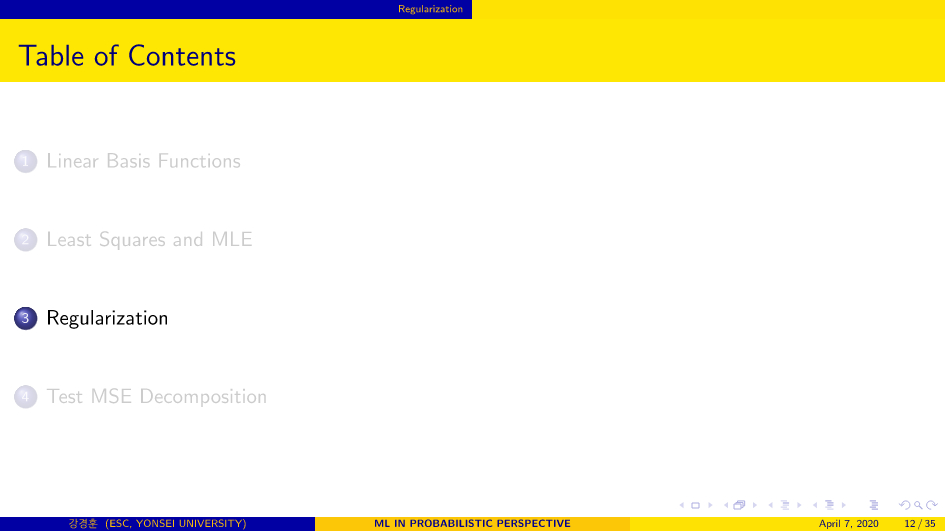 Regularization
Table of Contents
1 Linear Basis Functions
2 Least Squares and MLE
3 Regularization
4 Test MSE Decomposition
강경훈 (ESC, YONSEI UNIVERSITY) ML IN PROBABILISTIC PERSPECTIVE April 7, 2020 12 / 35